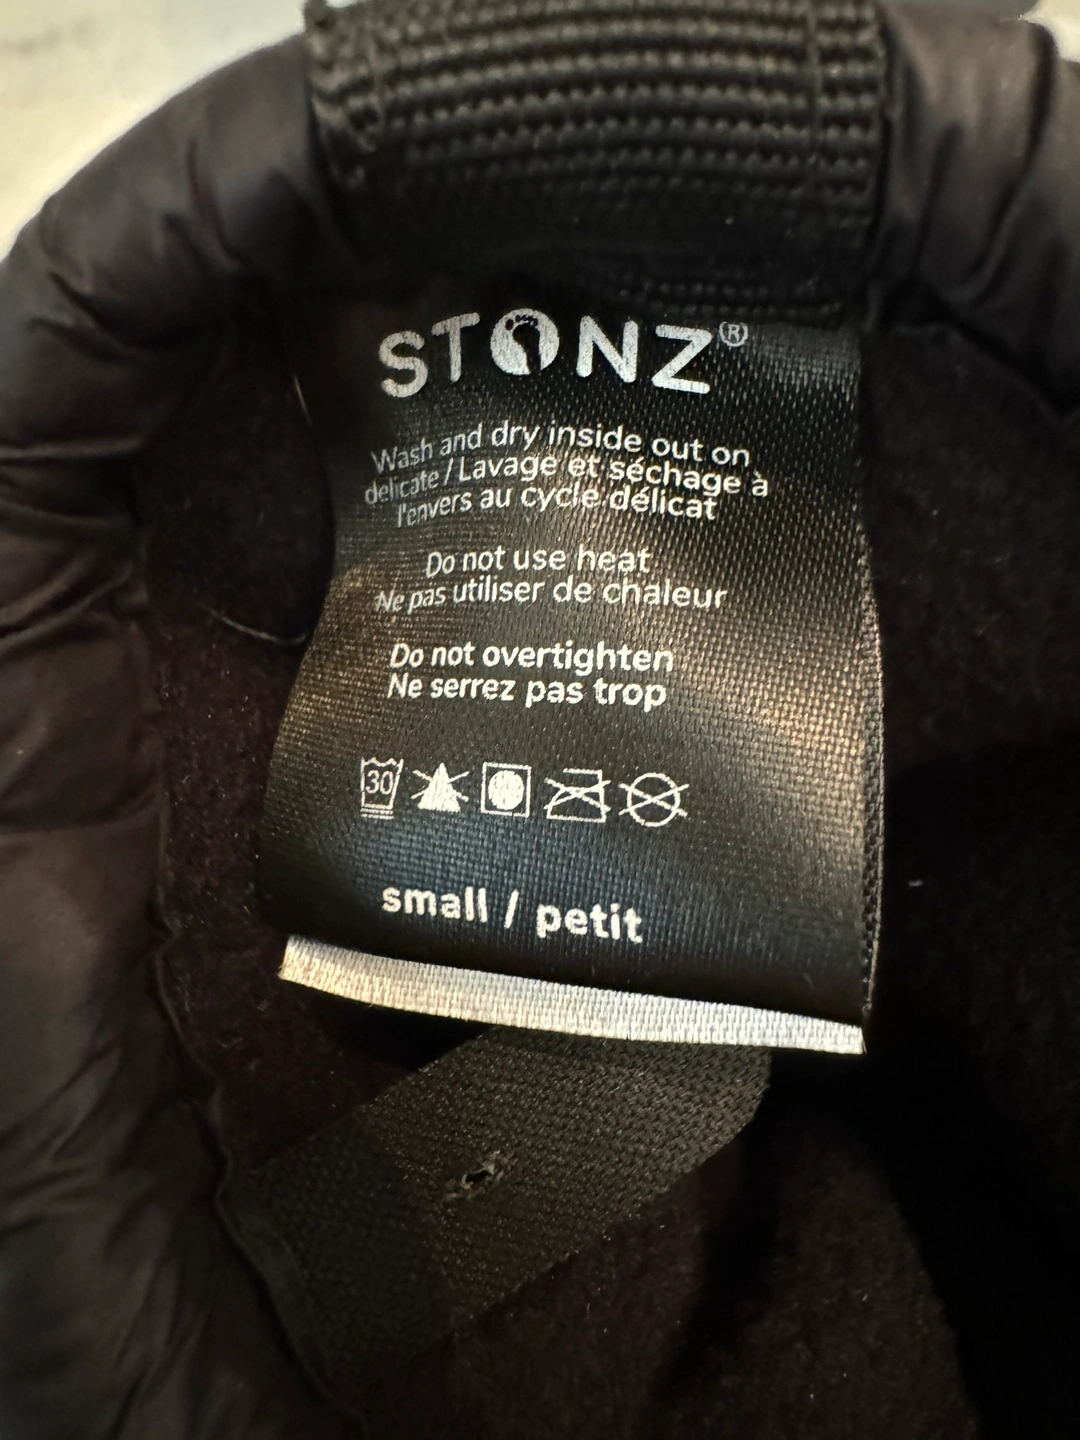 STONZ®
Wash and dry inside out on
delicate / Lavage et séchage à
l'envers au cycle délicat
Do not use heat
Ne pas utiliser de chaleur
Do not overtighten
Ne serrez pas trop
30
small / petit